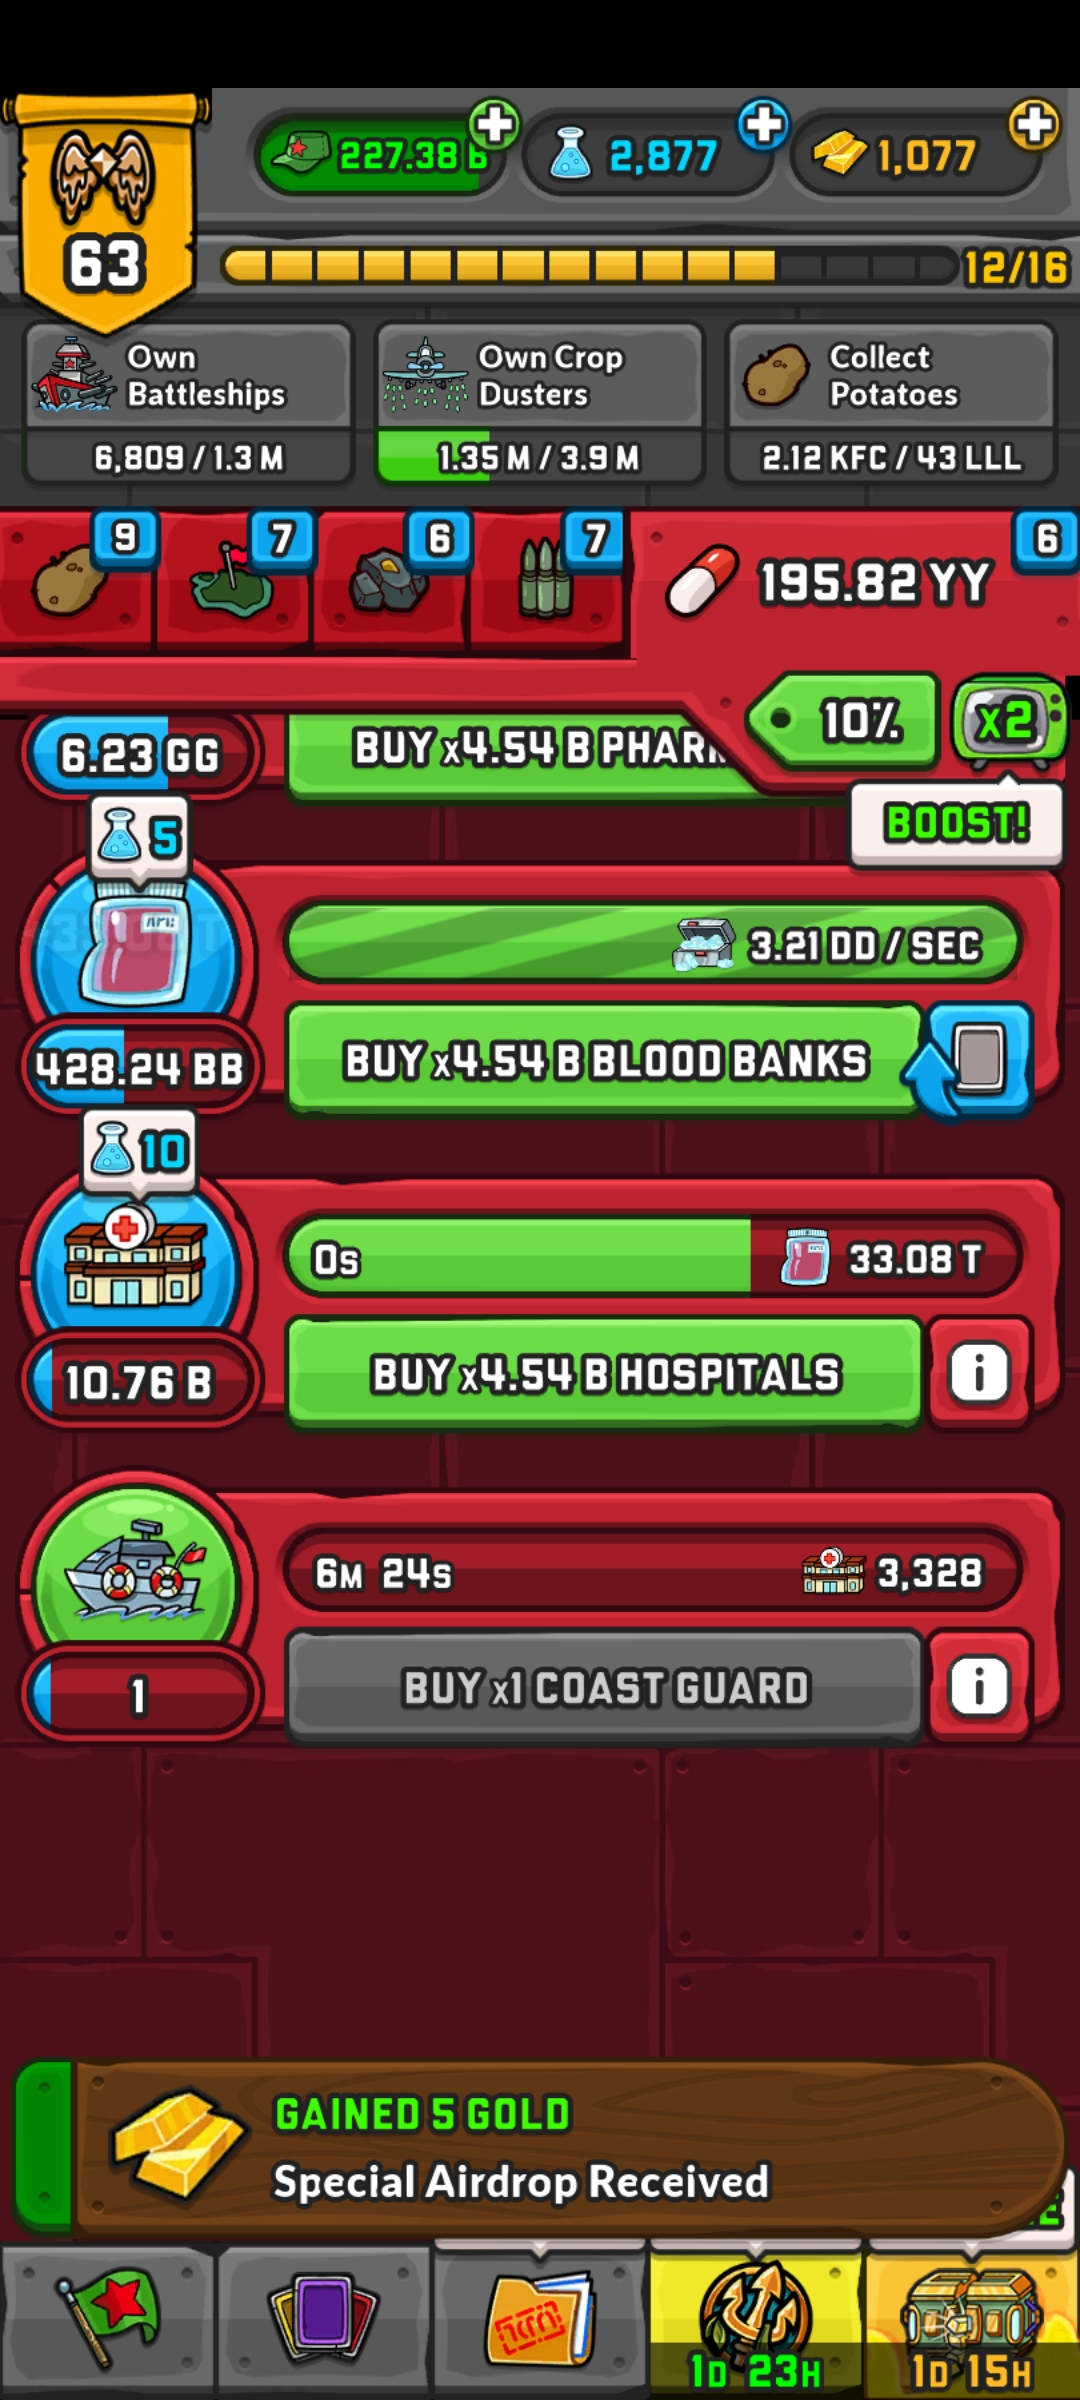 63
227.38 B
2,877
1,077
12/16
Own
Battleships
6,809 / 1.3 M
Own Crop
Dusters
1.35 M / 3.9 M
Collect
Potatoes
2.12 KFC / 43 LLL
9
7
6
7
195.82 YY
6
10%
x2
BOOST!
6.23 GG
BUY x4.54 B
5
3.21 DD / SEC
428.24 BB
BUY x4.54 B BLOOD BANKS
10
0s
33.08 T
10.76 B
BUY x4.54 B HOSPITALS
6M 24s
3,328
1
BUY x1 COAST GUARD
GAINED 5 GOLD
Special Airdrop Received
1D 23H
1D 15H